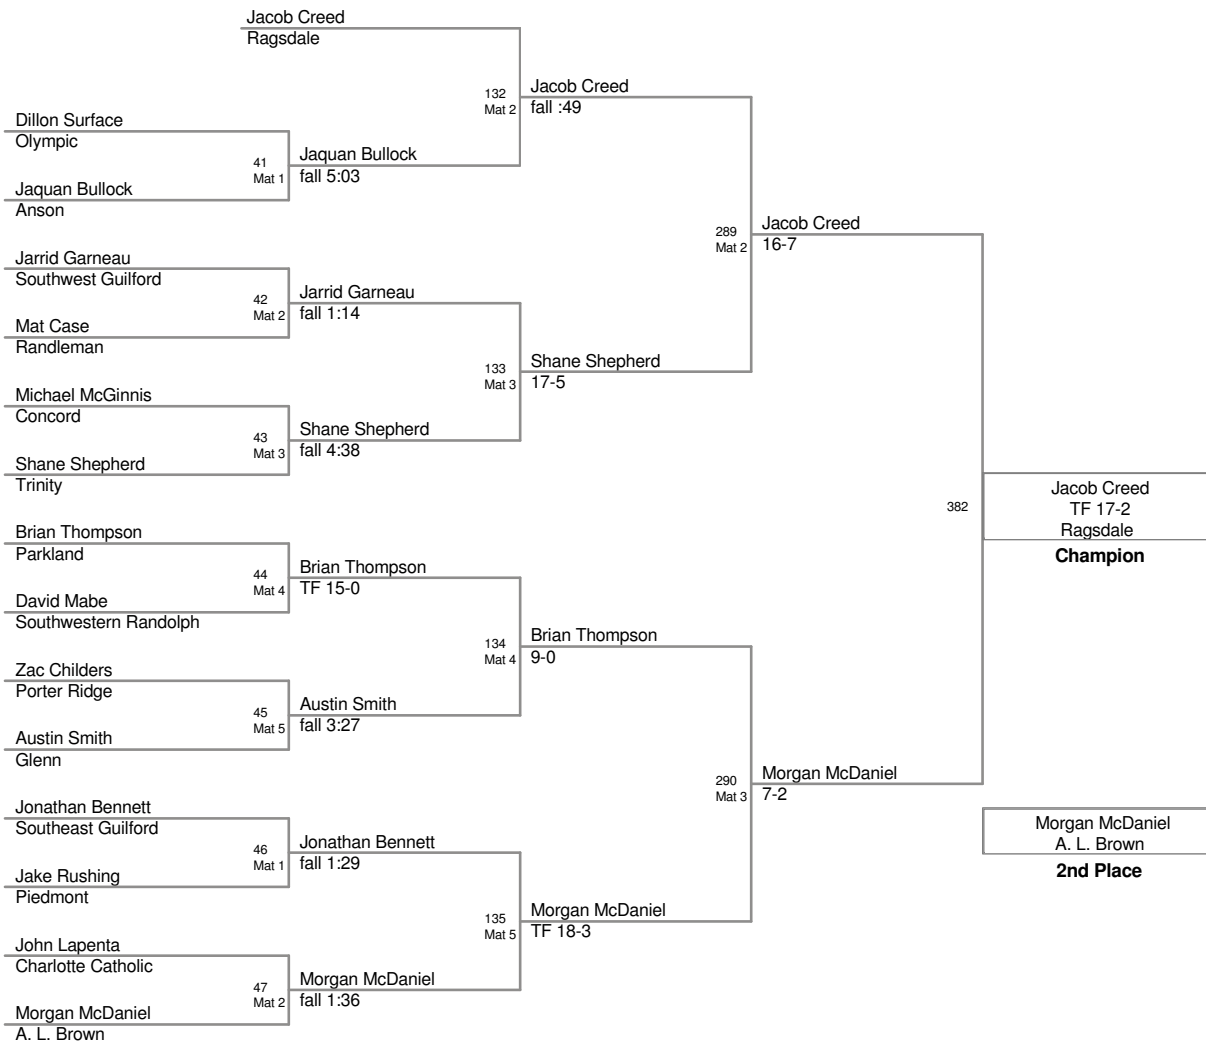 Jacob Creed
Ragsdale
132
Mat 2
Jacob Creed
fall :49
Dillon Surface
Olympic
41
Mat 1
Jaquan Bullock
fall 5:03
Jaquan Bullock
Anson
289
Mat 2
Jacob Creed
16-7
Jarrid Garneau
Southwest Guilford
42
Mat 2
Jarrid Garneau
fall 1:14
Mat Case
Randleman
133
Mat 3
Shane Shepherd
17-5
Michael McGinnis
Concord
43
Mat 3
Shane Shepherd
fall 4:38
Shane Shepherd
Trinity
382
Jacob Creed
TF 17-2
Ragsdale
Champion
Brian Thompson
Parkland
44
Mat 4
Brian Thompson
TF 15-0
David Mabe
Southwestern Randolph
134
Mat 4
Brian Thompson
9-0
Zac Childers
Porter Ridge
45
Mat 5
Austin Smith
fall 3:27
Austin Smith
Glenn
290
Mat 3
Morgan McDaniel
7-2
Jonathan Bennett
Southeast Guilford
46
Mat 1
Jonathan Bennett
fall 1:29
Jake Rushing
Piedmont
Morgan McDaniel
A. L. Brown
2nd Place
135
Mat 5
Morgan McDaniel
TF 18-3
John Lapenta
Charlotte Catholic
47
Mat 2
Morgan McDaniel
fall 1:36
Morgan McDaniel
A. L. Brown